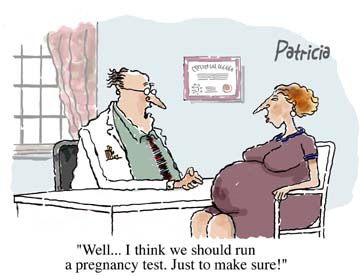 Patricia
"Well... I think we should run
a pregnancy test. Just to make sure!"